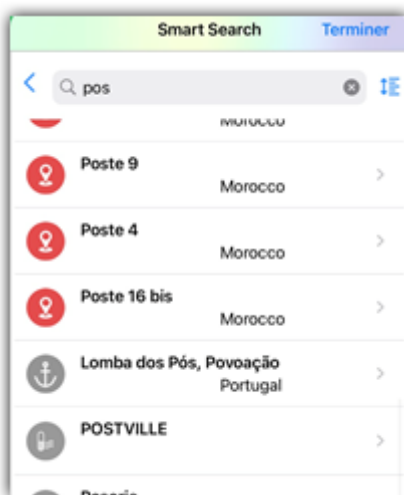 Smart Search
Terminer
pos
Morocco
Poste 9
Morocco
Poste 4
Morocco
Poste 16 bis
Morocco
Lomba dos Pós, Povoação
Portugal
POSTVILLE